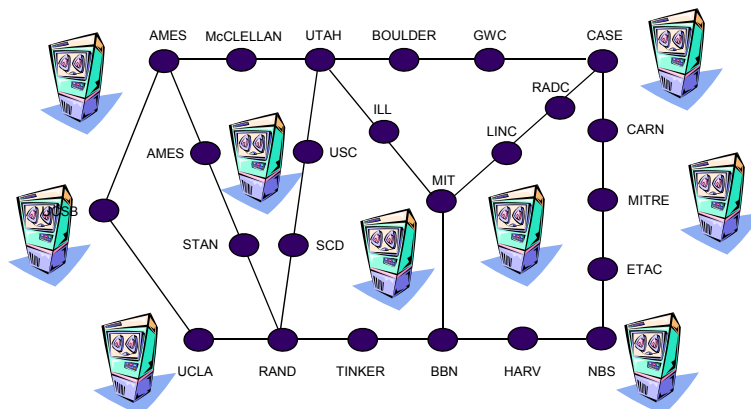 AMES
McCLELLAN
UTAH
BOULDER
GWC
CASE
RADC
ILL
CARN
LINC
AMES
USC
MIT
MITRE
UCSB
STAN
SCD
ETAC
UCLA
RAND
TINKER
BBN
HARV
NBS